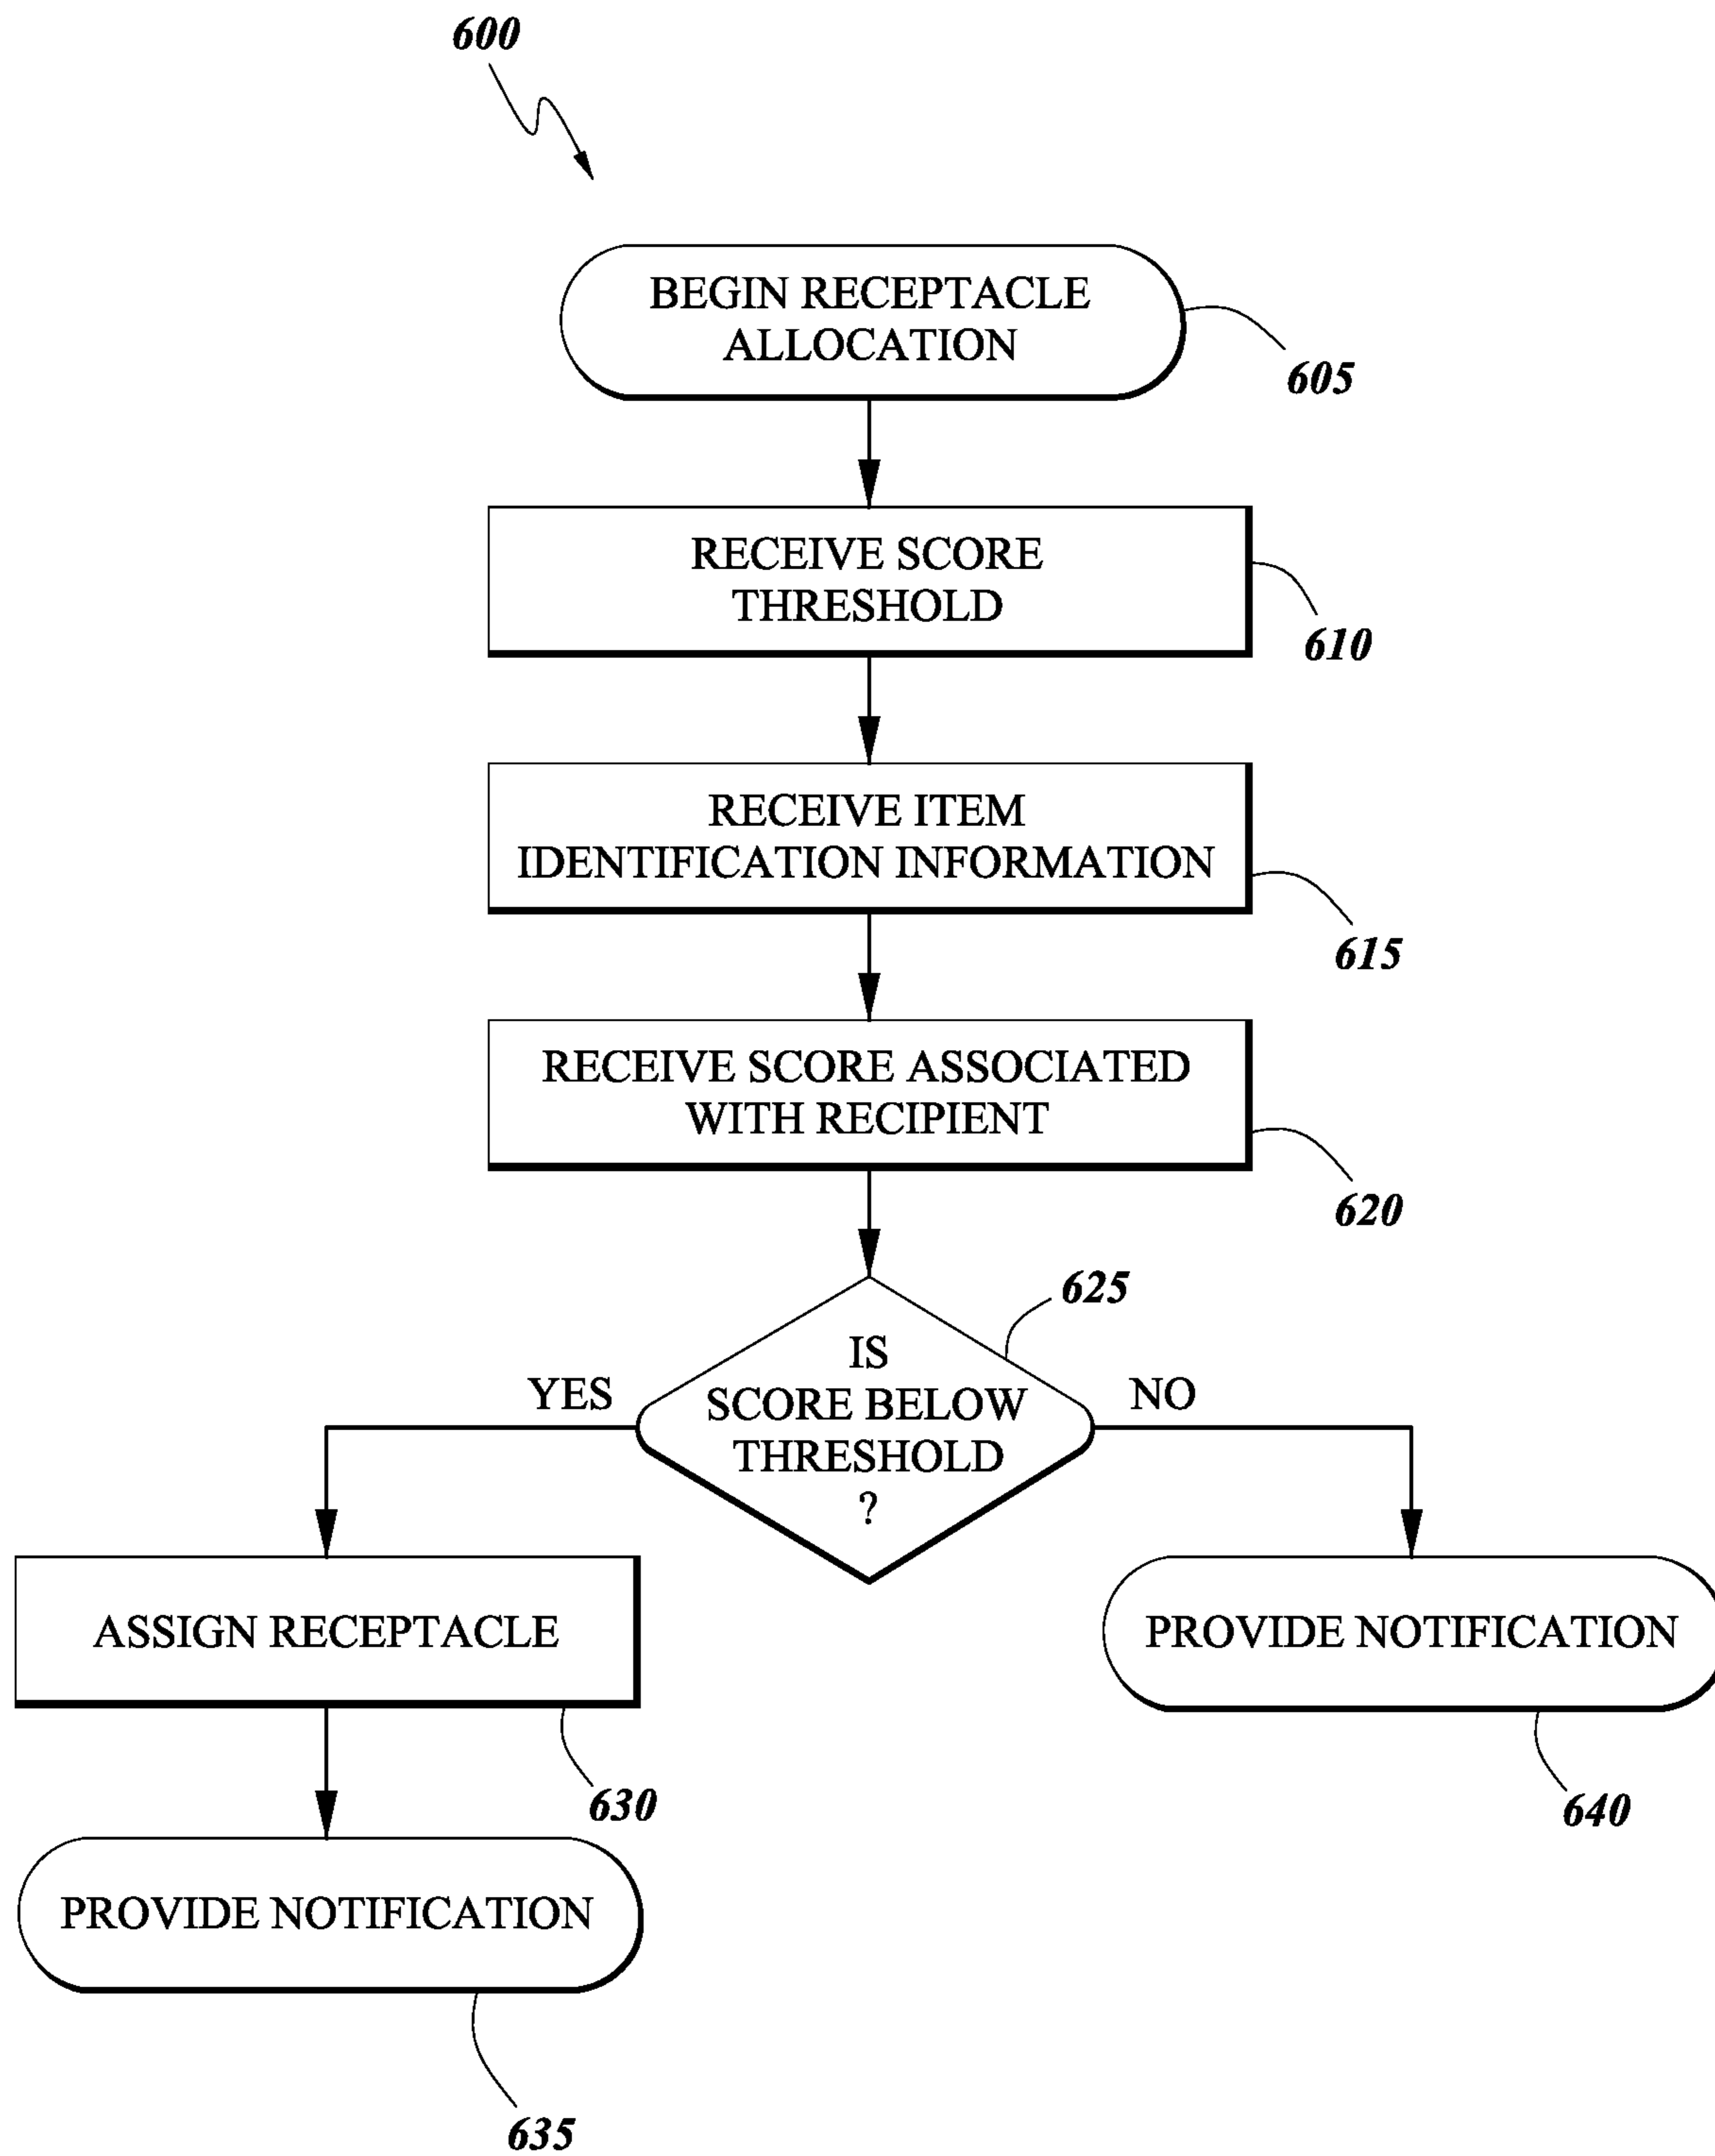 600
BEGIN RECEPTACLE
ALLOCATION
605
RECEIVE SCORE
THRESHOLD
610
RECEIVE ITEM
IDENTIFICATION INFORMATION
615
RECEIVE SCORE ASSOCIATED
WITH RECIPIENT
620
625
IS
SCORE BELOW
THRESHOLD
?
YES
NO
ASSIGN RECEPTACLE
630
PROVIDE NOTIFICATION
640
PROVIDE NOTIFICATION
635